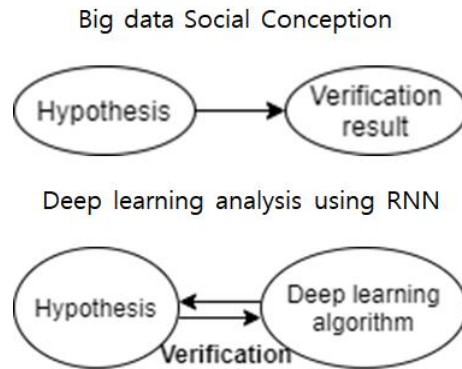 Big data Social Conception
Hypothesis
Verification
result
Deep learning analysis using RNN
Hypothesis
Deep learning
algorithm
Verification